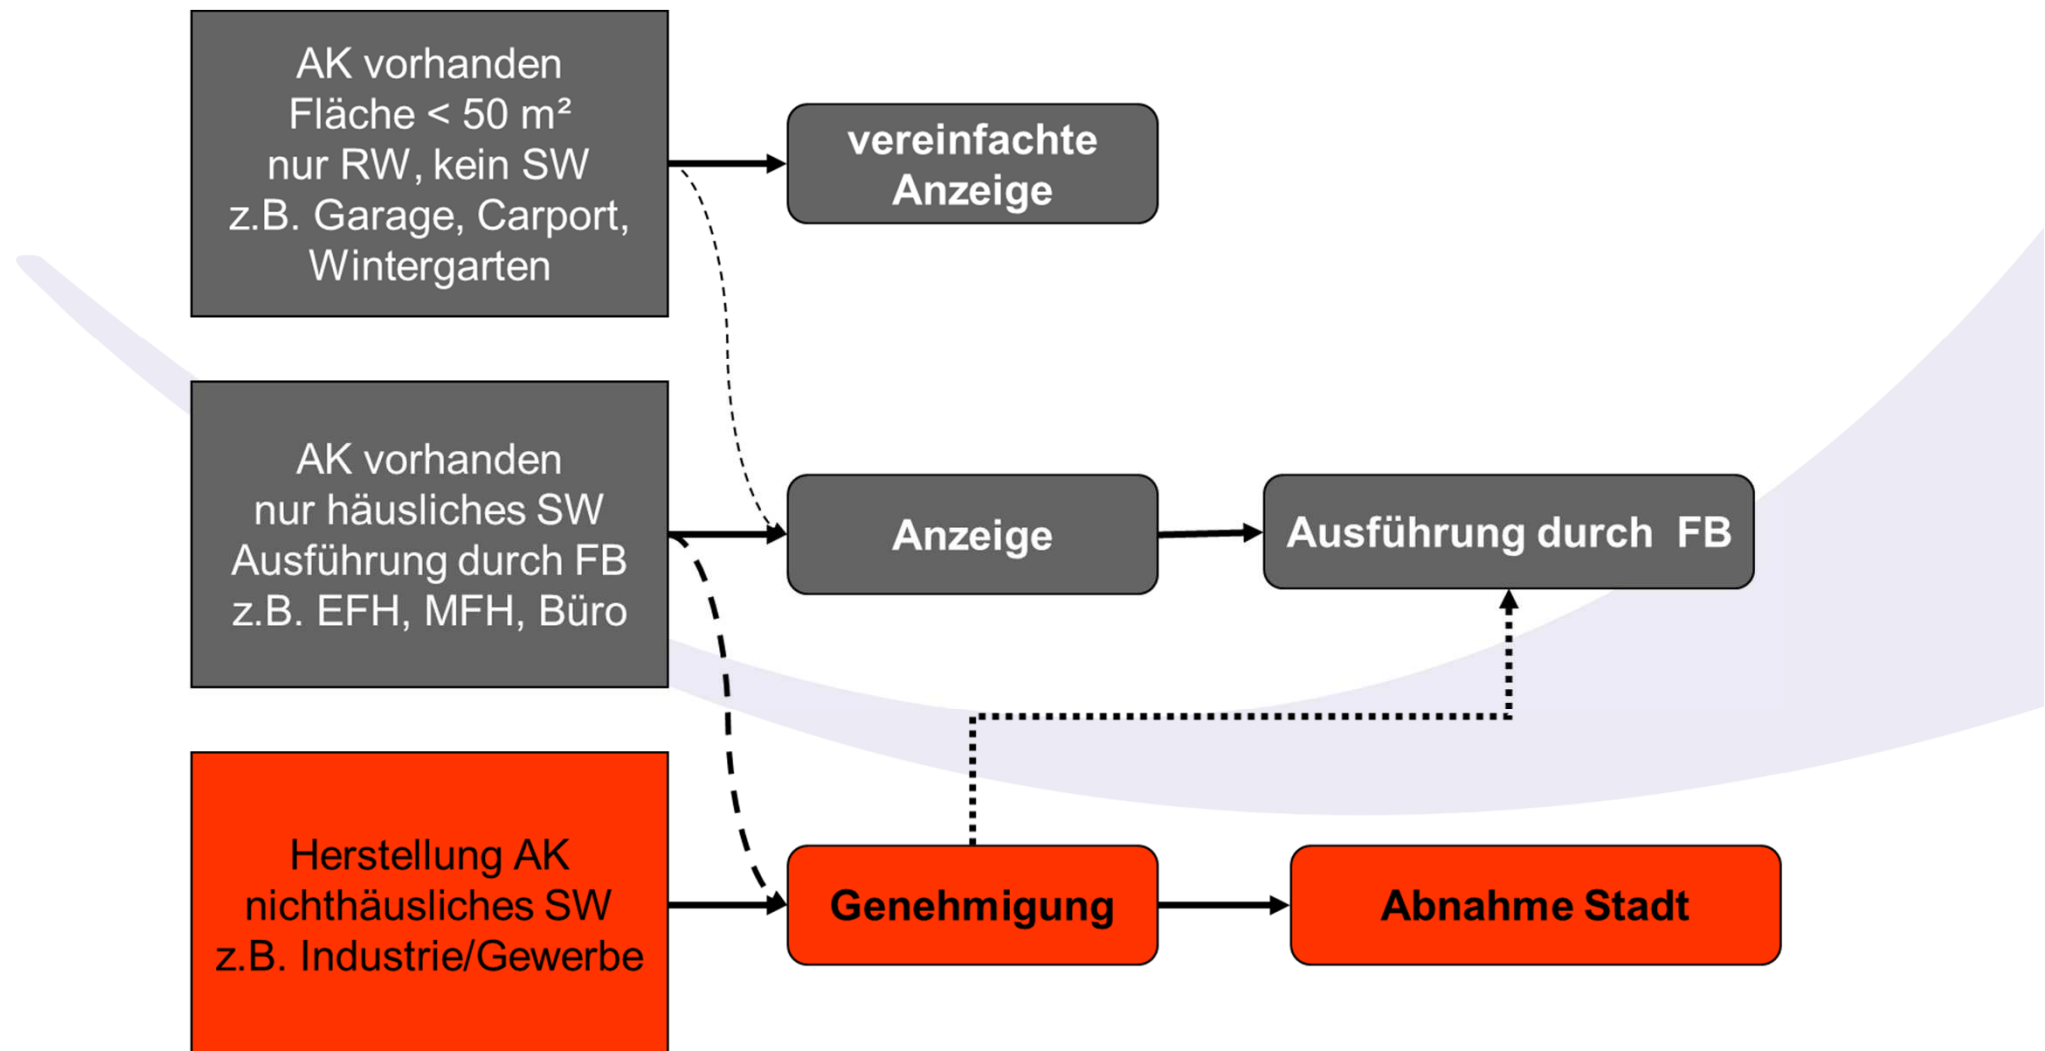 AK vorhanden
Fläche < 50 m²
nur RW, kein SW
z.B. Garage, Carport,
Wintergarten
vereinfachte
Anzeige
AK vorhanden
nur häusliches SW
Ausführung durch FB
z.B. EFH, MFH, Büro
Anzeige
Ausführung durch  FB
Herstellung AK
nichthäusliches SW
z.B. Industrie/Gewerbe
Genehmigung
Abnahme Stadt